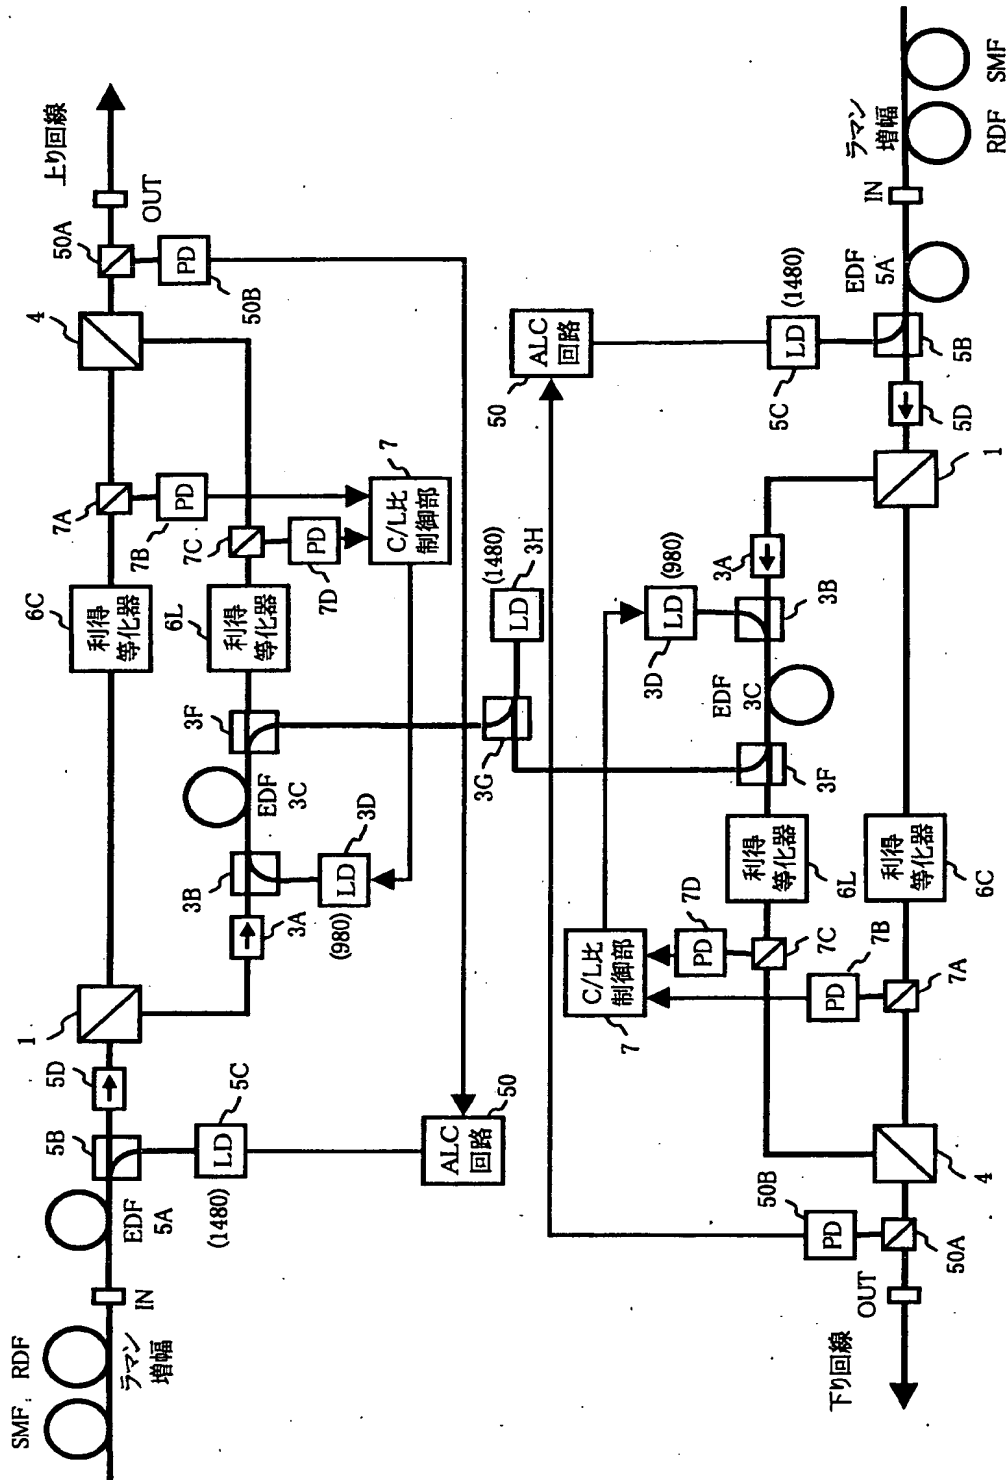 SMF RDF
ラマン
増幅
IN
EDF
5A
5B
5D
1
(1480)
LD
5C
ALC
回路
50
3A
3B
EDF
3C
3F
LD
3D
(980)
6C
利得
等化器
6L
利得
等化器
7A
PD
7B
7C
PD
7D
C/L比
制御部
7
4
50A
PD
50B
OUT
上り回線
3G
LD
3H
(1480)
SMF
RDF
ラマン
増幅
IN
EDF
5A
5B
5D
1
LD
(1480)
5C
ALC
回路
50
3A
3B
LD
(980)
3D
EDF
3C
3F
利得
等化器
6L
利得
等化器
6C
7C
PD
7D
C/L比
制御部
7
PD
7B
7A
4
PD
50B
50A
OUT
下り回線